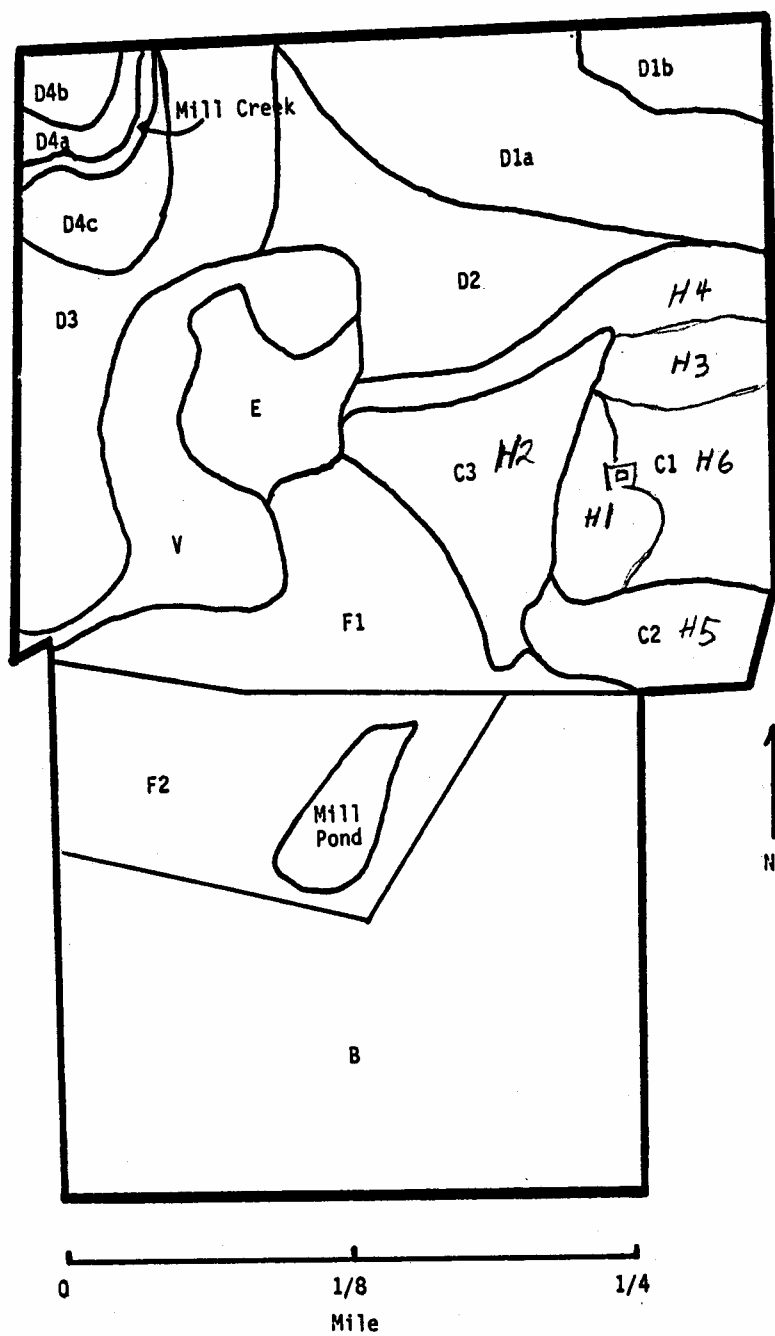 D4b
D1b
Mill Creek
D4a
D1a
D4c
D2
H4
D3
H3
E
C3 H2
C1 H6
H1
V
F1
C2 H5
F2
Mill
Pond
N
B
0 1/8 1/4
Mile